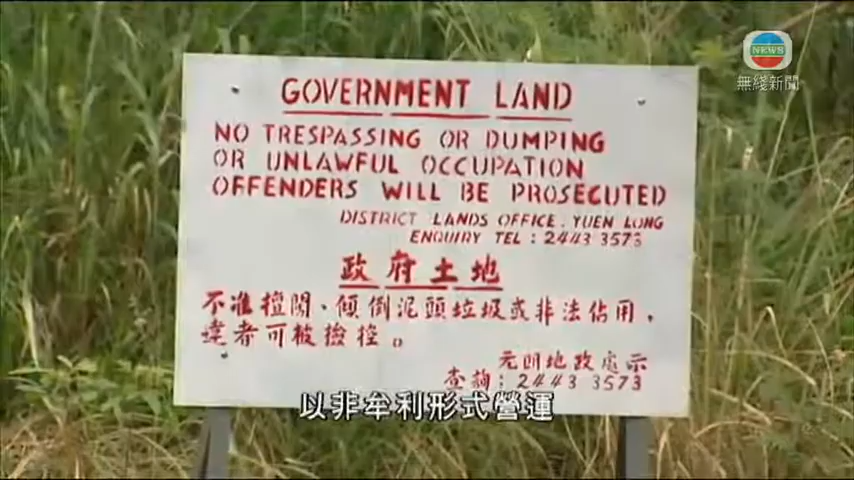 NEWS
無綫新聞
GOVERNMENT LAND
NO TRESPASSING OR DUMPING
OR UNLAWFUL OCCUPATION
OFFENDERS WILL BE PROSECUTED
DISTRICT LANDS OFFICE, YUEN LONG
ENQUIRY TEL: 2443 3573
政府土地
不准擅闖、傾倒泥頭垃圾或非法佔用,
違者可被檢控。
元朗地政處示
查詢:2443 3573
以非牟利形式營運